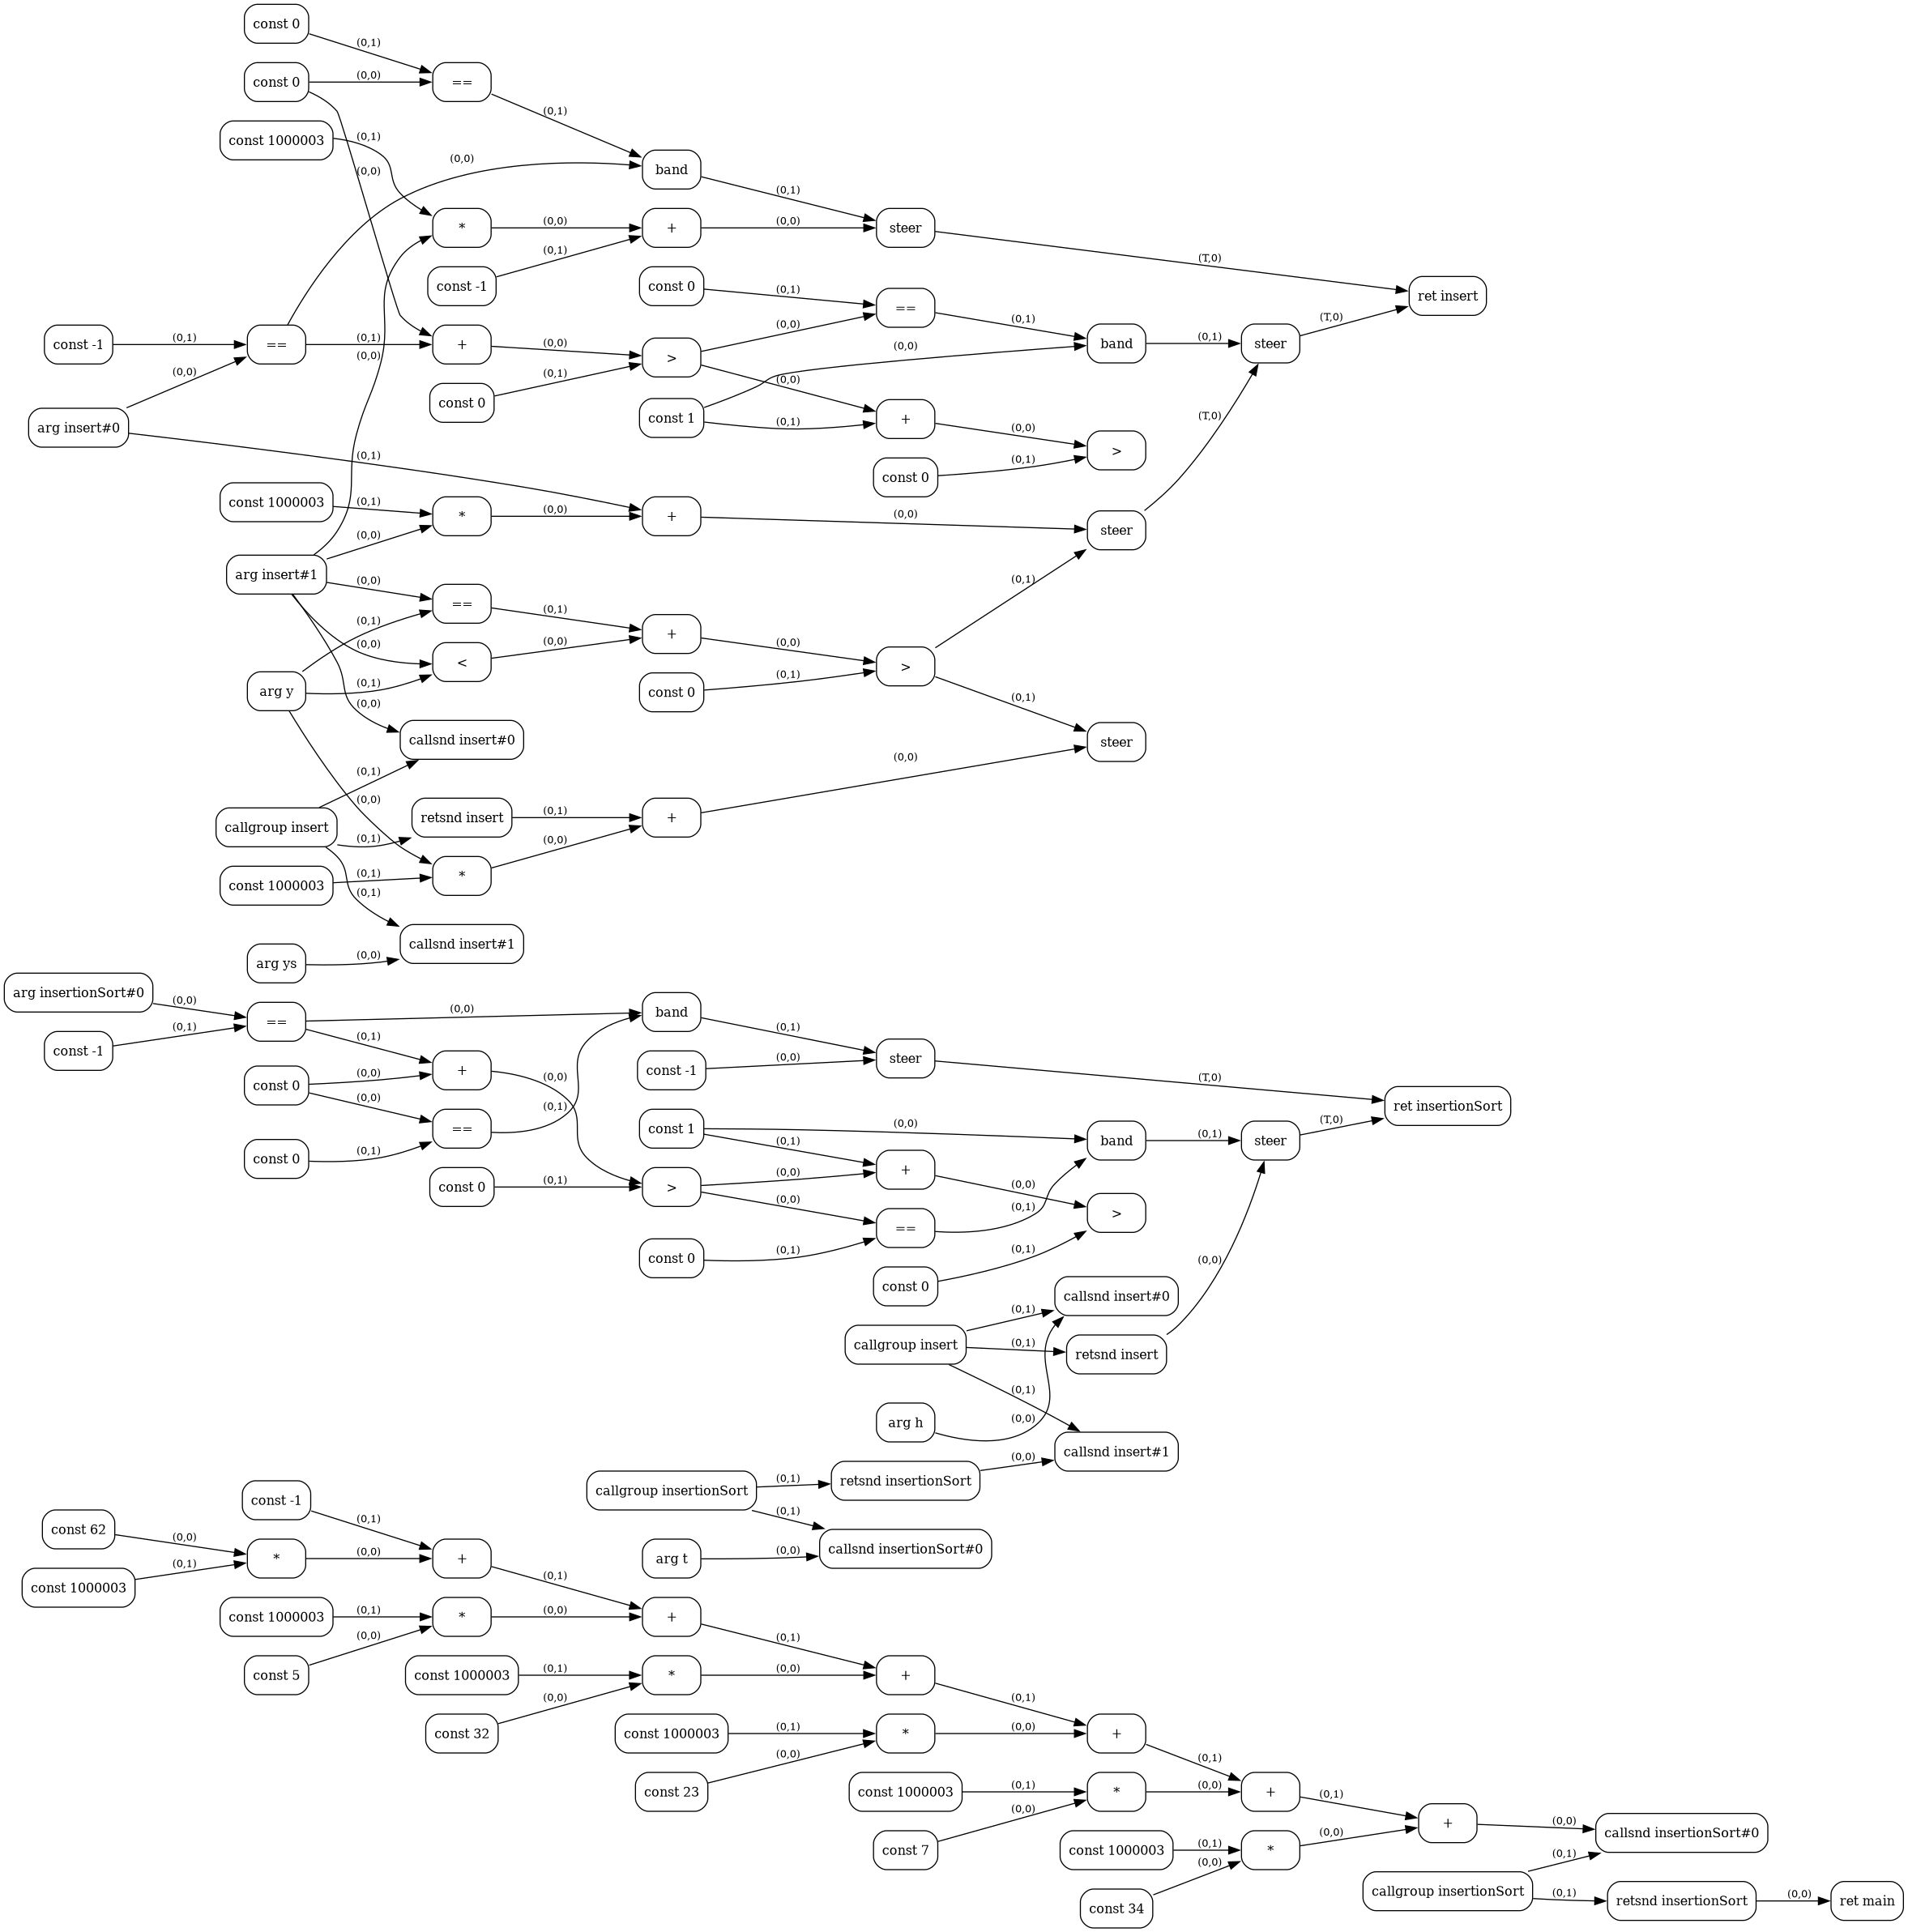 const 0
(0,1)
const 0
(0,0)
==
(0,1)
const 1000003
(0,1)
(0,0)
band
(0,0)
(0,1)
*
(0,0)
+
(0,0)
steer
(0,1)
const -1
(T,0)
ret insert
const 0
(0,1)
==
(0,0)
(0,1)
const -1
(0,1)
==
(0,1)
+
(0,0)
>
band
(0,1)
steer
(T,0)
(0,0)
(0,0)
(0,1)
const 0
(0,0)
(0,0)
const 1
(0,1)
+
(0,0)
>
arg insert#0
(0,1)
(T,0)
const 0
(0,1)
const 1000003
(0,1)
*
(0,0)
+
(0,0)
steer
(0,0)
arg insert#1
(0,0)
==
(0,1)
(0,1)
(0,1)
+
(0,0)
(0,0)
<
(0,0)
>
arg y
(0,1)
const 0
(0,1)
(0,1)
(0,0)
callsnd insert#0
steer
(0,0)
(0,1)
(0,0)
callgroup insert
(0,1)
retsnd insert
(0,1)
+
const 1000003
(0,1)
*
(0,1)
arg ys
(0,0)
callsnd insert#1
arg insertionSort#0
(0,0)
==
(0,0)
band
(0,1)
const -1
(0,1)
(0,1)
const 0
(0,0)
+
(0,0)
const -1
(0,0)
steer
(T,0)
(0,0)
==
(0,1)
ret insertionSort
const 0
(0,1)
const 1
(0,0)
(0,1)
band
(0,1)
steer
(T,0)
const 0
(0,1)
>
(0,0)
+
(0,0)
(0,0)
==
(0,1)
>
const 0
(0,1)
const 0
(0,1)
(0,0)
callsnd insert#0
callgroup insert
(0,1)
(0,1)
retsnd insert
(0,1)
arg h
(0,0)
callsnd insert#1
callgroup insertionSort
(0,1)
retsnd insertionSort
(0,0)
(0,1)
const -1
(0,1)
callsnd insertionSort#0
arg t
(0,0)
const 62
(0,0)
*
(0,0)
+
(0,1)
const 1000003
(0,1)
const 1000003
(0,1)
*
(0,0)
+
(0,1)
const 5
(0,0)
const 1000003
(0,1)
*
(0,0)
+
(0,1)
const 32
(0,0)
const 1000003
(0,1)
*
(0,0)
+
(0,1)
const 23
(0,0)
const 1000003
(0,1)
*
(0,0)
+
(0,1)
const 7
(0,0)
const 1000003
(0,1)
*
(0,0)
+
(0,0)
callsnd insertionSort#0
const 34
(0,0)
callgroup insertionSort
(0,1)
(0,1)
retsnd insertionSort
(0,0)
ret main